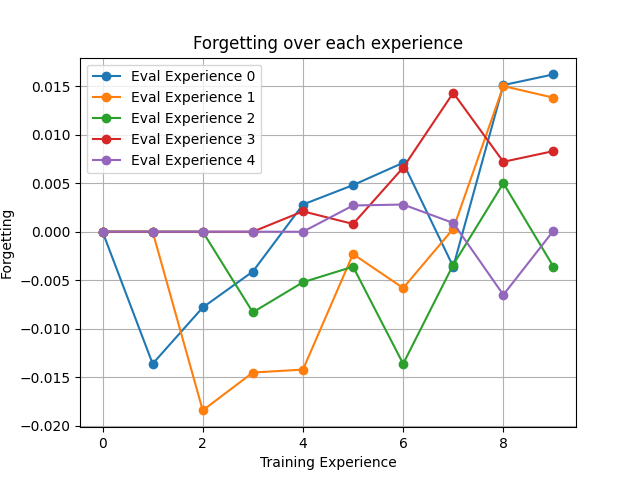 Forgetting over each experience
Eval Experience 0
Eval Experience 1
Eval Experience 2
Eval Experience 3
Eval Experience 4
0.015
0.010
0.005
0.000
−0.005
−0.010
−0.015
−0.020
Forgetting
0 2 4 6 8
Training Experience